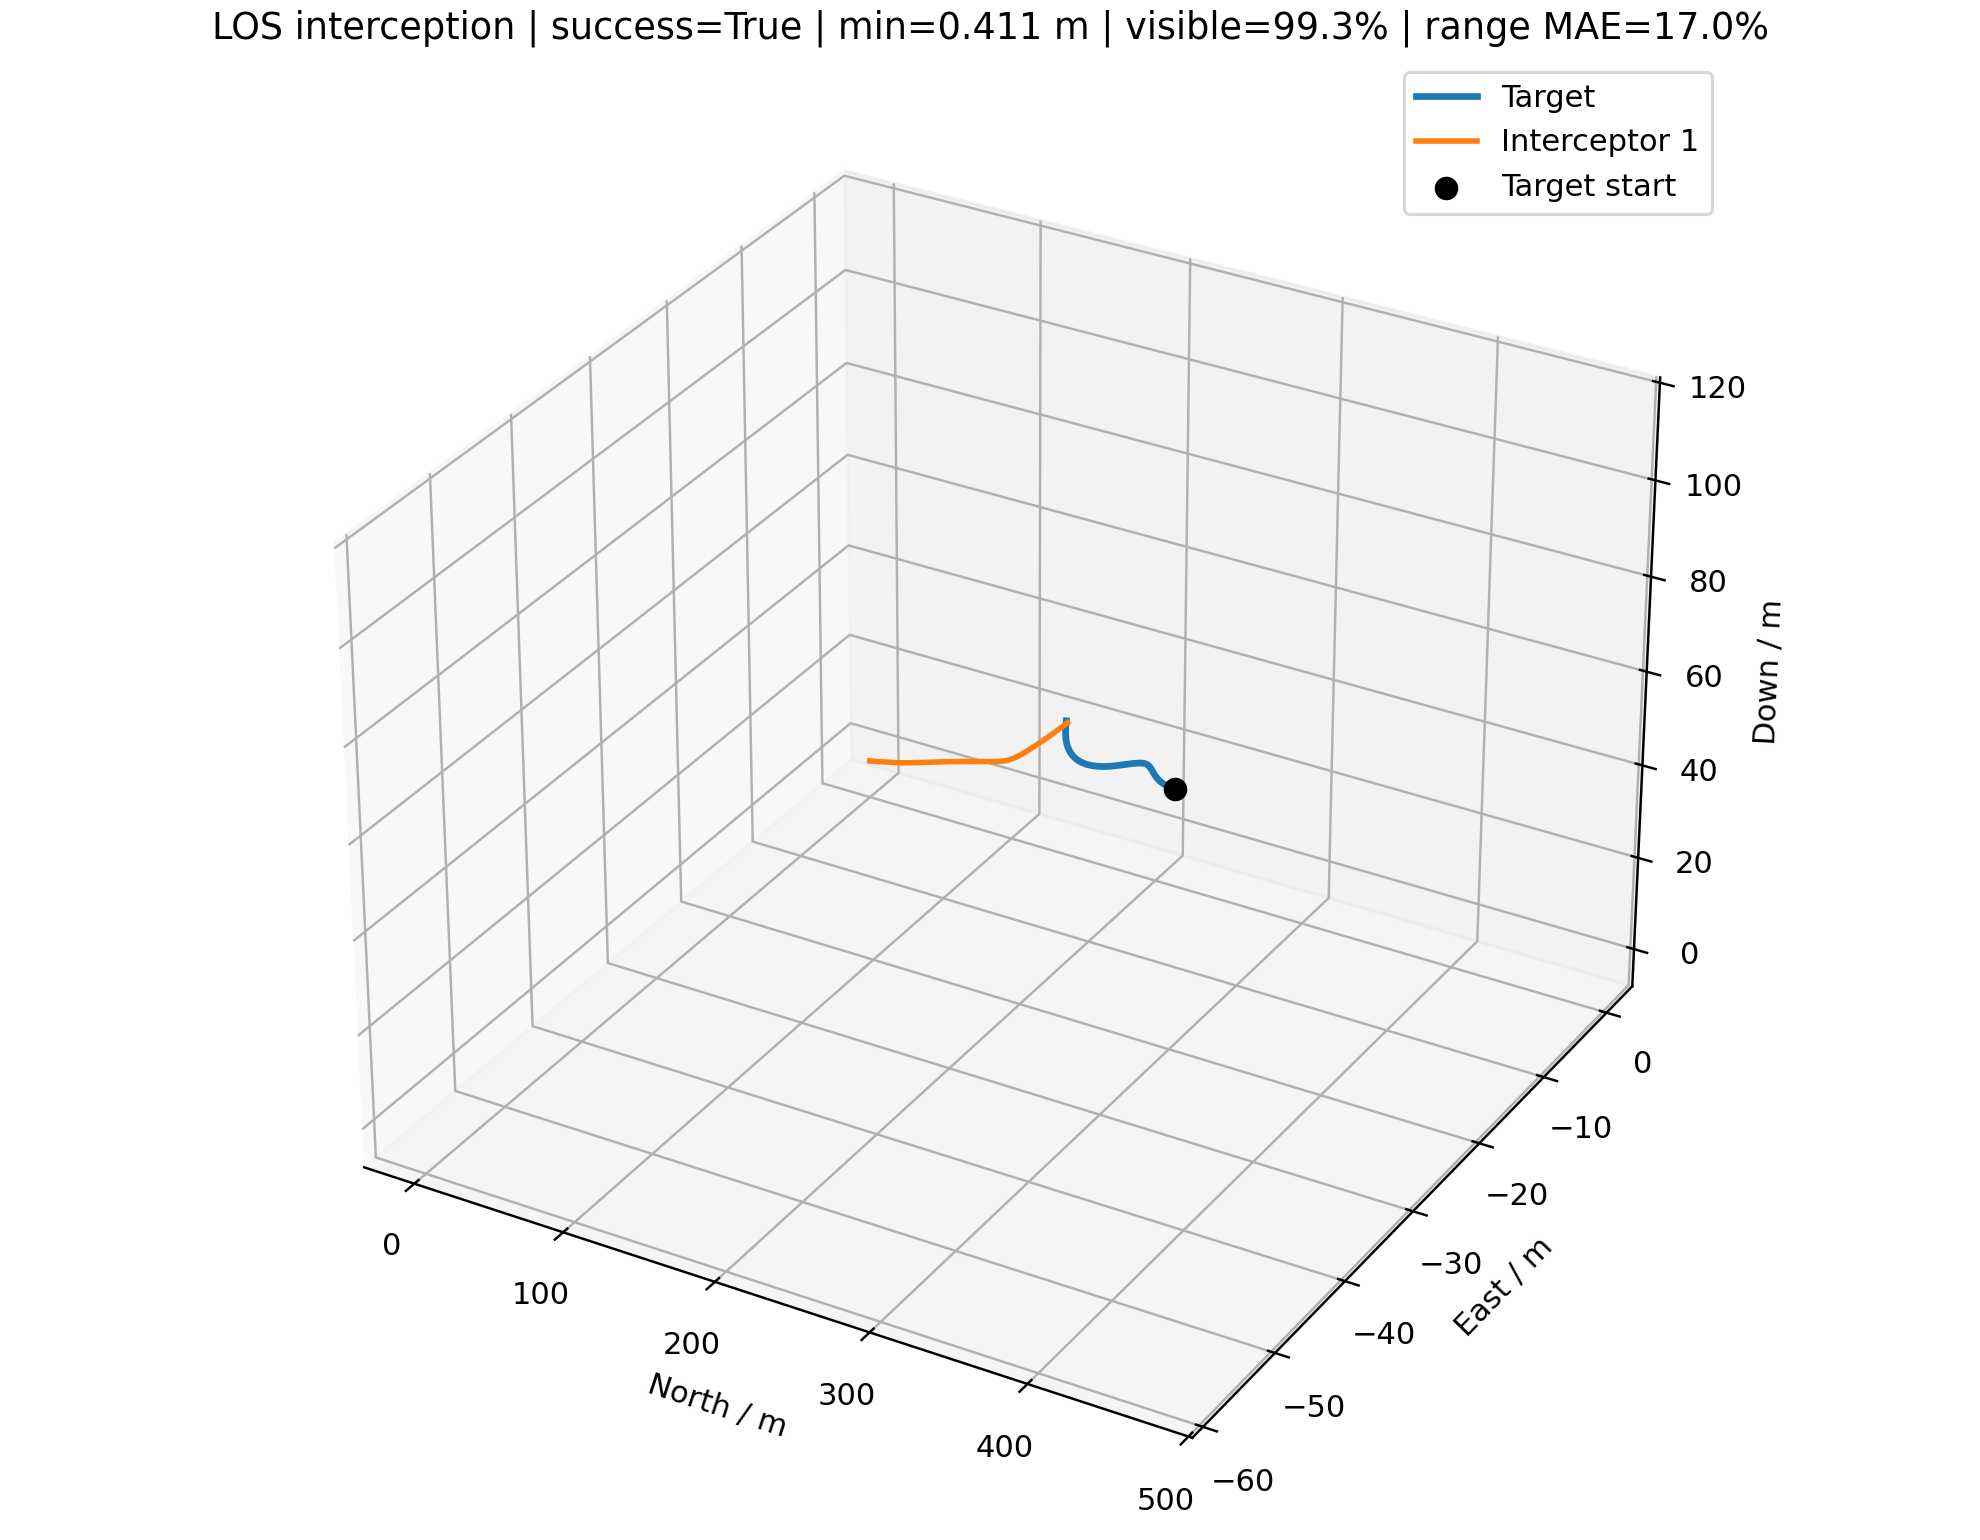 LOS interception | success=True | min=0.411 m | visible=99.3% | range MAE=17.0%
Target
Interceptor 1
Target start
120
100
80
60
40
20
0
Down / m
0
−10
−20
−30
−40
−50
−60
East / m
0
100
200
300
400
500
North / m